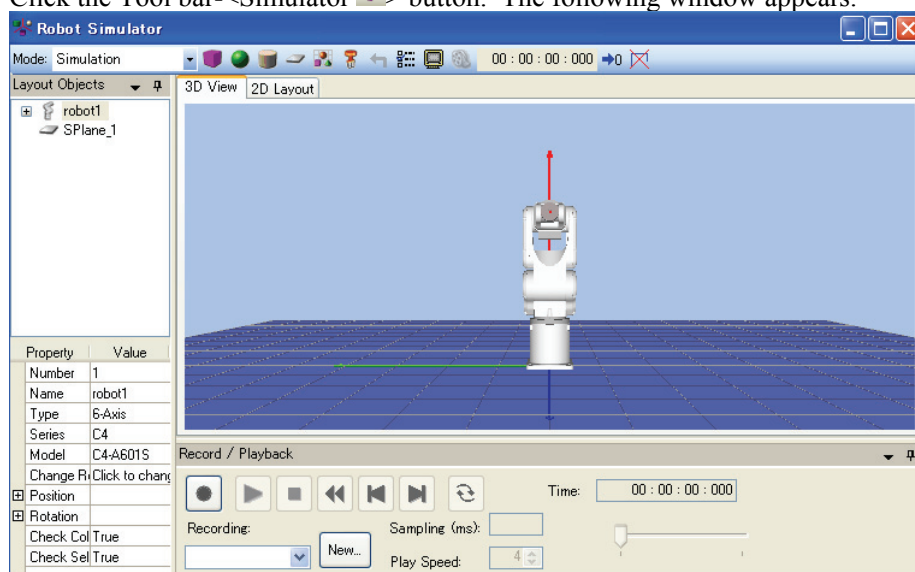 Click the Tool bar-<Simulator > button. The following window appears.
Robot Simulator
Mode: Simulation
00 : 00 : 00 : 000
0
Layout Objects
3D View
2D Layout
robot1
SPlane_1
Property Value
Number 1
Name robot1
Type 6-Axis
Series C4
Model C4-A601S
Change R Click to chang
Position
Rotation
Check Col True
Check Sel True
Record / Playback
Time: 00 : 00 : 00 : 000
Recording:
New...
Sampling (ms):
Play Speed: 4